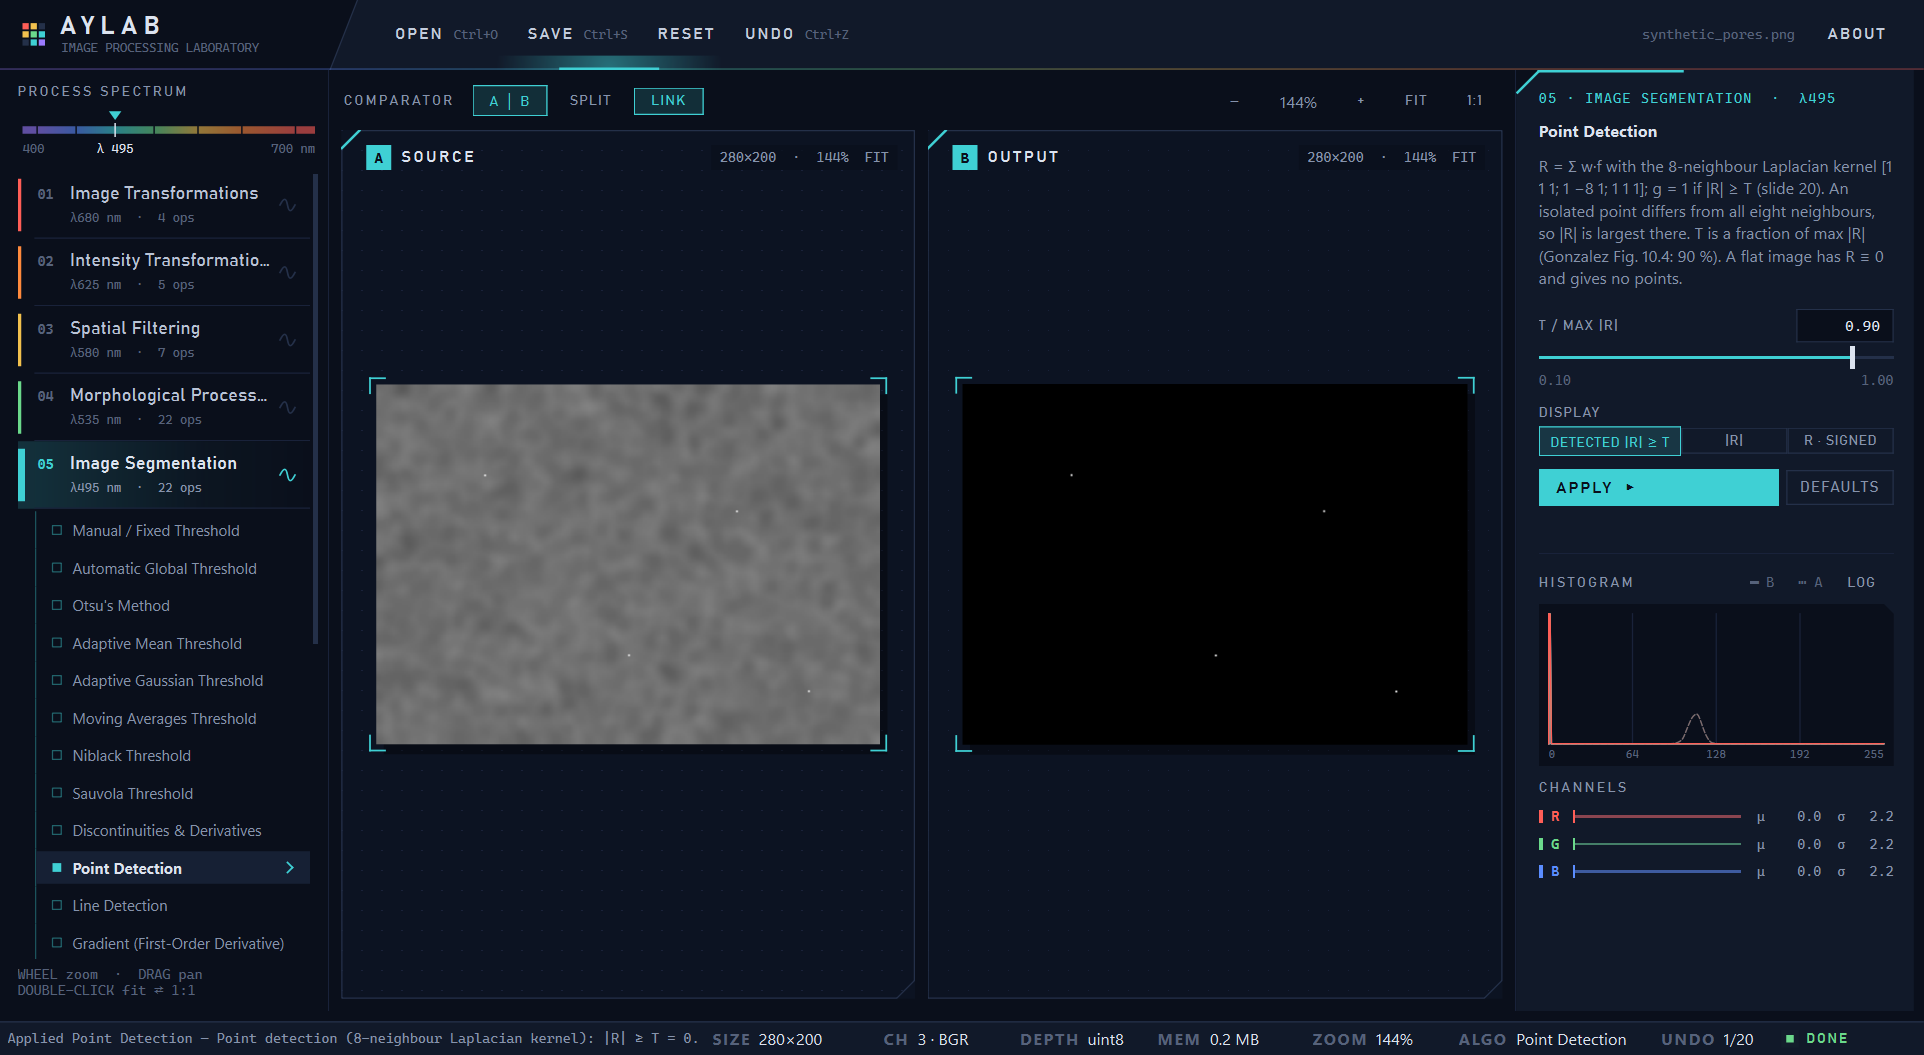 AYLAB
IMAGE PROCESSING LABORATORY
OPEN Ctrl+O SAVE Ctrl+S RESET UNDO Ctrl+Z
synthetic_pores.png ABOUT
PROCESS SPECTRUM
400 λ 495 700 nm
01 Image Transformations
λ680 nm · 4 ops
02 Intensity Transformatio...
λ625 nm · 5 ops
03 Spatial Filtering
λ580 nm · 7 ops
04 Morphological Process...
λ535 nm · 22 ops
05 Image Segmentation
λ495 nm · 22 ops
Manual / Fixed Threshold
Automatic Global Threshold
Otsu's Method
Adaptive Mean Threshold
Adaptive Gaussian Threshold
Moving Averages Threshold
Niblack Threshold
Sauvola Threshold
Discontinuities & Derivatives
Point Detection
Line Detection
Gradient (First-Order Derivative)
WHEEL zoom · DRAG pan
DOUBLE-CLICK fit ⇄ 1:1
COMPARATOR A | B SPLIT LINK
− 144% + FIT 1:1
A SOURCE 280×200 · 144% FIT
B OUTPUT 280×200 · 144% FIT
05 · IMAGE SEGMENTATION · λ495
Point Detection
R = Σ w·f with the 8-neighbour Laplacian kernel [1
1 1; 1 −8 1; 1 1 1]; g = 1 if |R| ≥ T (slide 20). An
isolated point differs from all eight neighbours,
so |R| is largest there. T is a fraction of max |R|
(Gonzalez Fig. 10.4: 90 %). A flat image has R ≡ 0
and gives no points.
T / MAX |R| 0.90
0.10 1.00
DISPLAY
DETECTED |R| ≥ T |R| R · SIGNED
APPLY ▸ DEFAULTS
HISTOGRAM B A LOG
0 64 128 192 255
CHANNELS
R μ 0.0 σ 2.2
G μ 0.0 σ 2.2
B μ 0.0 σ 2.2
Applied Point Detection — Point detection (8-neighbour Laplacian kernel): |R| ≥ T = 0. SIZE 280×200 CH 3 · BGR DEPTH uint8 MEM 0.2 MB ZOOM 144% ALGO Point Detection UNDO 1/20 DONE